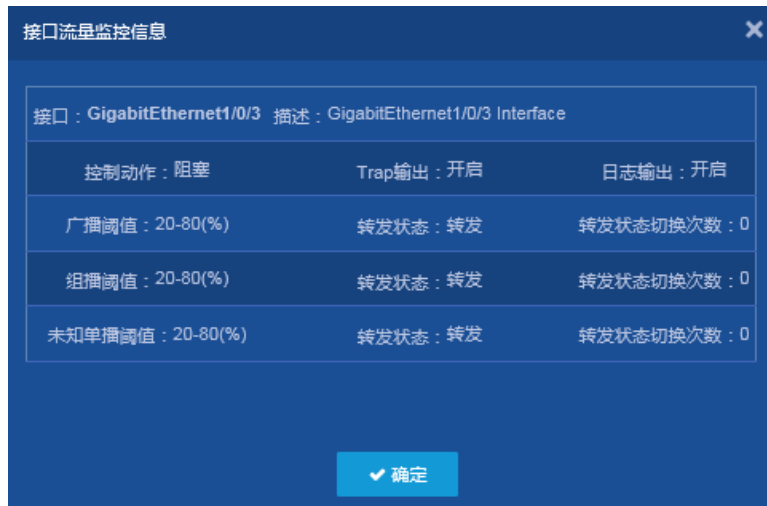 接口流量监控信息
接口：GigabitEthernet1/0/3 描述：GigabitEthernet1/0/3 Interface
控制动作：阻塞 Trap输出：开启 日志输出：开启
广播阈值：20-80(%) 转发状态：转发 转发状态切换次数：0
组播阈值：20-80(%) 转发状态：转发 转发状态切换次数：0
未知单播阈值：20-80(%) 转发状态：转发 转发状态切换次数：0
确定